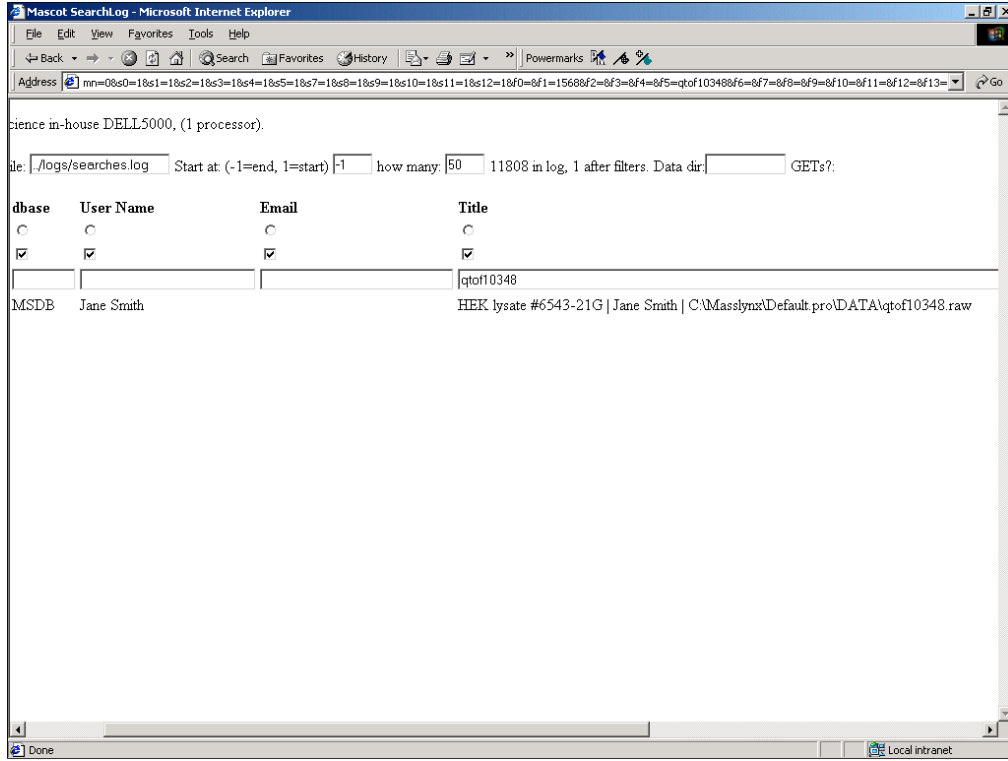 Mascot SearchLog - Microsoft Internet Explorer
File Edit View Favorites Tools Help
Back Search Favorites History » Powermarks
Address mn=0&s0=1&s1=1&s2=1&s3=1&s4=1&s5=1&s7=1&s8=1&s9=1&s10=1&s11=1&s12=1&f0=&f1=15688&f2=&f3=&f4=&f5=qtof10348&f6=&f7=&f8=&f9=&f10=&f11=&f12=&f13= Go
cience in-house DELL5000, (1 processor).
ile: ../logs/searches.log Start at: (-1=end, 1=start) -1 how many: 50 11808 in log, 1 after filters. Data dir: GETs?:
dbase User Name Email Title
qtof10348
MSDB Jane Smith HEK lysate #6543-21G | Jane Smith | C:\Masslynx\Default.pro\DATA\qtof10348.raw
Done Local intranet